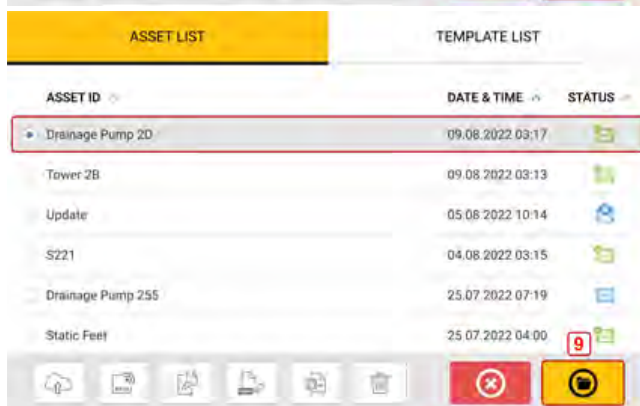 ASSET LIST TEMPLATE LIST
ASSET ID DATE & TIME STATUS
Drainage Pump 2D 09.08.2022 03:17
Tower 2B 09.08.2022 03:13
Update 05.08.2022 10:14
S221 04.08.2022 03:15
Drainage Pump 255 25.07.2022 07:19
Static Feet 25.07.2022 04:00
9